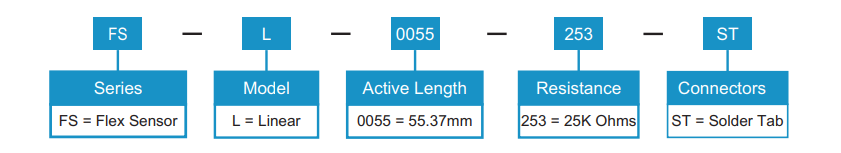 FS — L — 0055 — 253 — ST
Series Model Active Length Resistance Connectors
FS = Flex Sensor L = Linear 0055 = 55.37mm 253 = 25K Ohms ST = Solder Tab